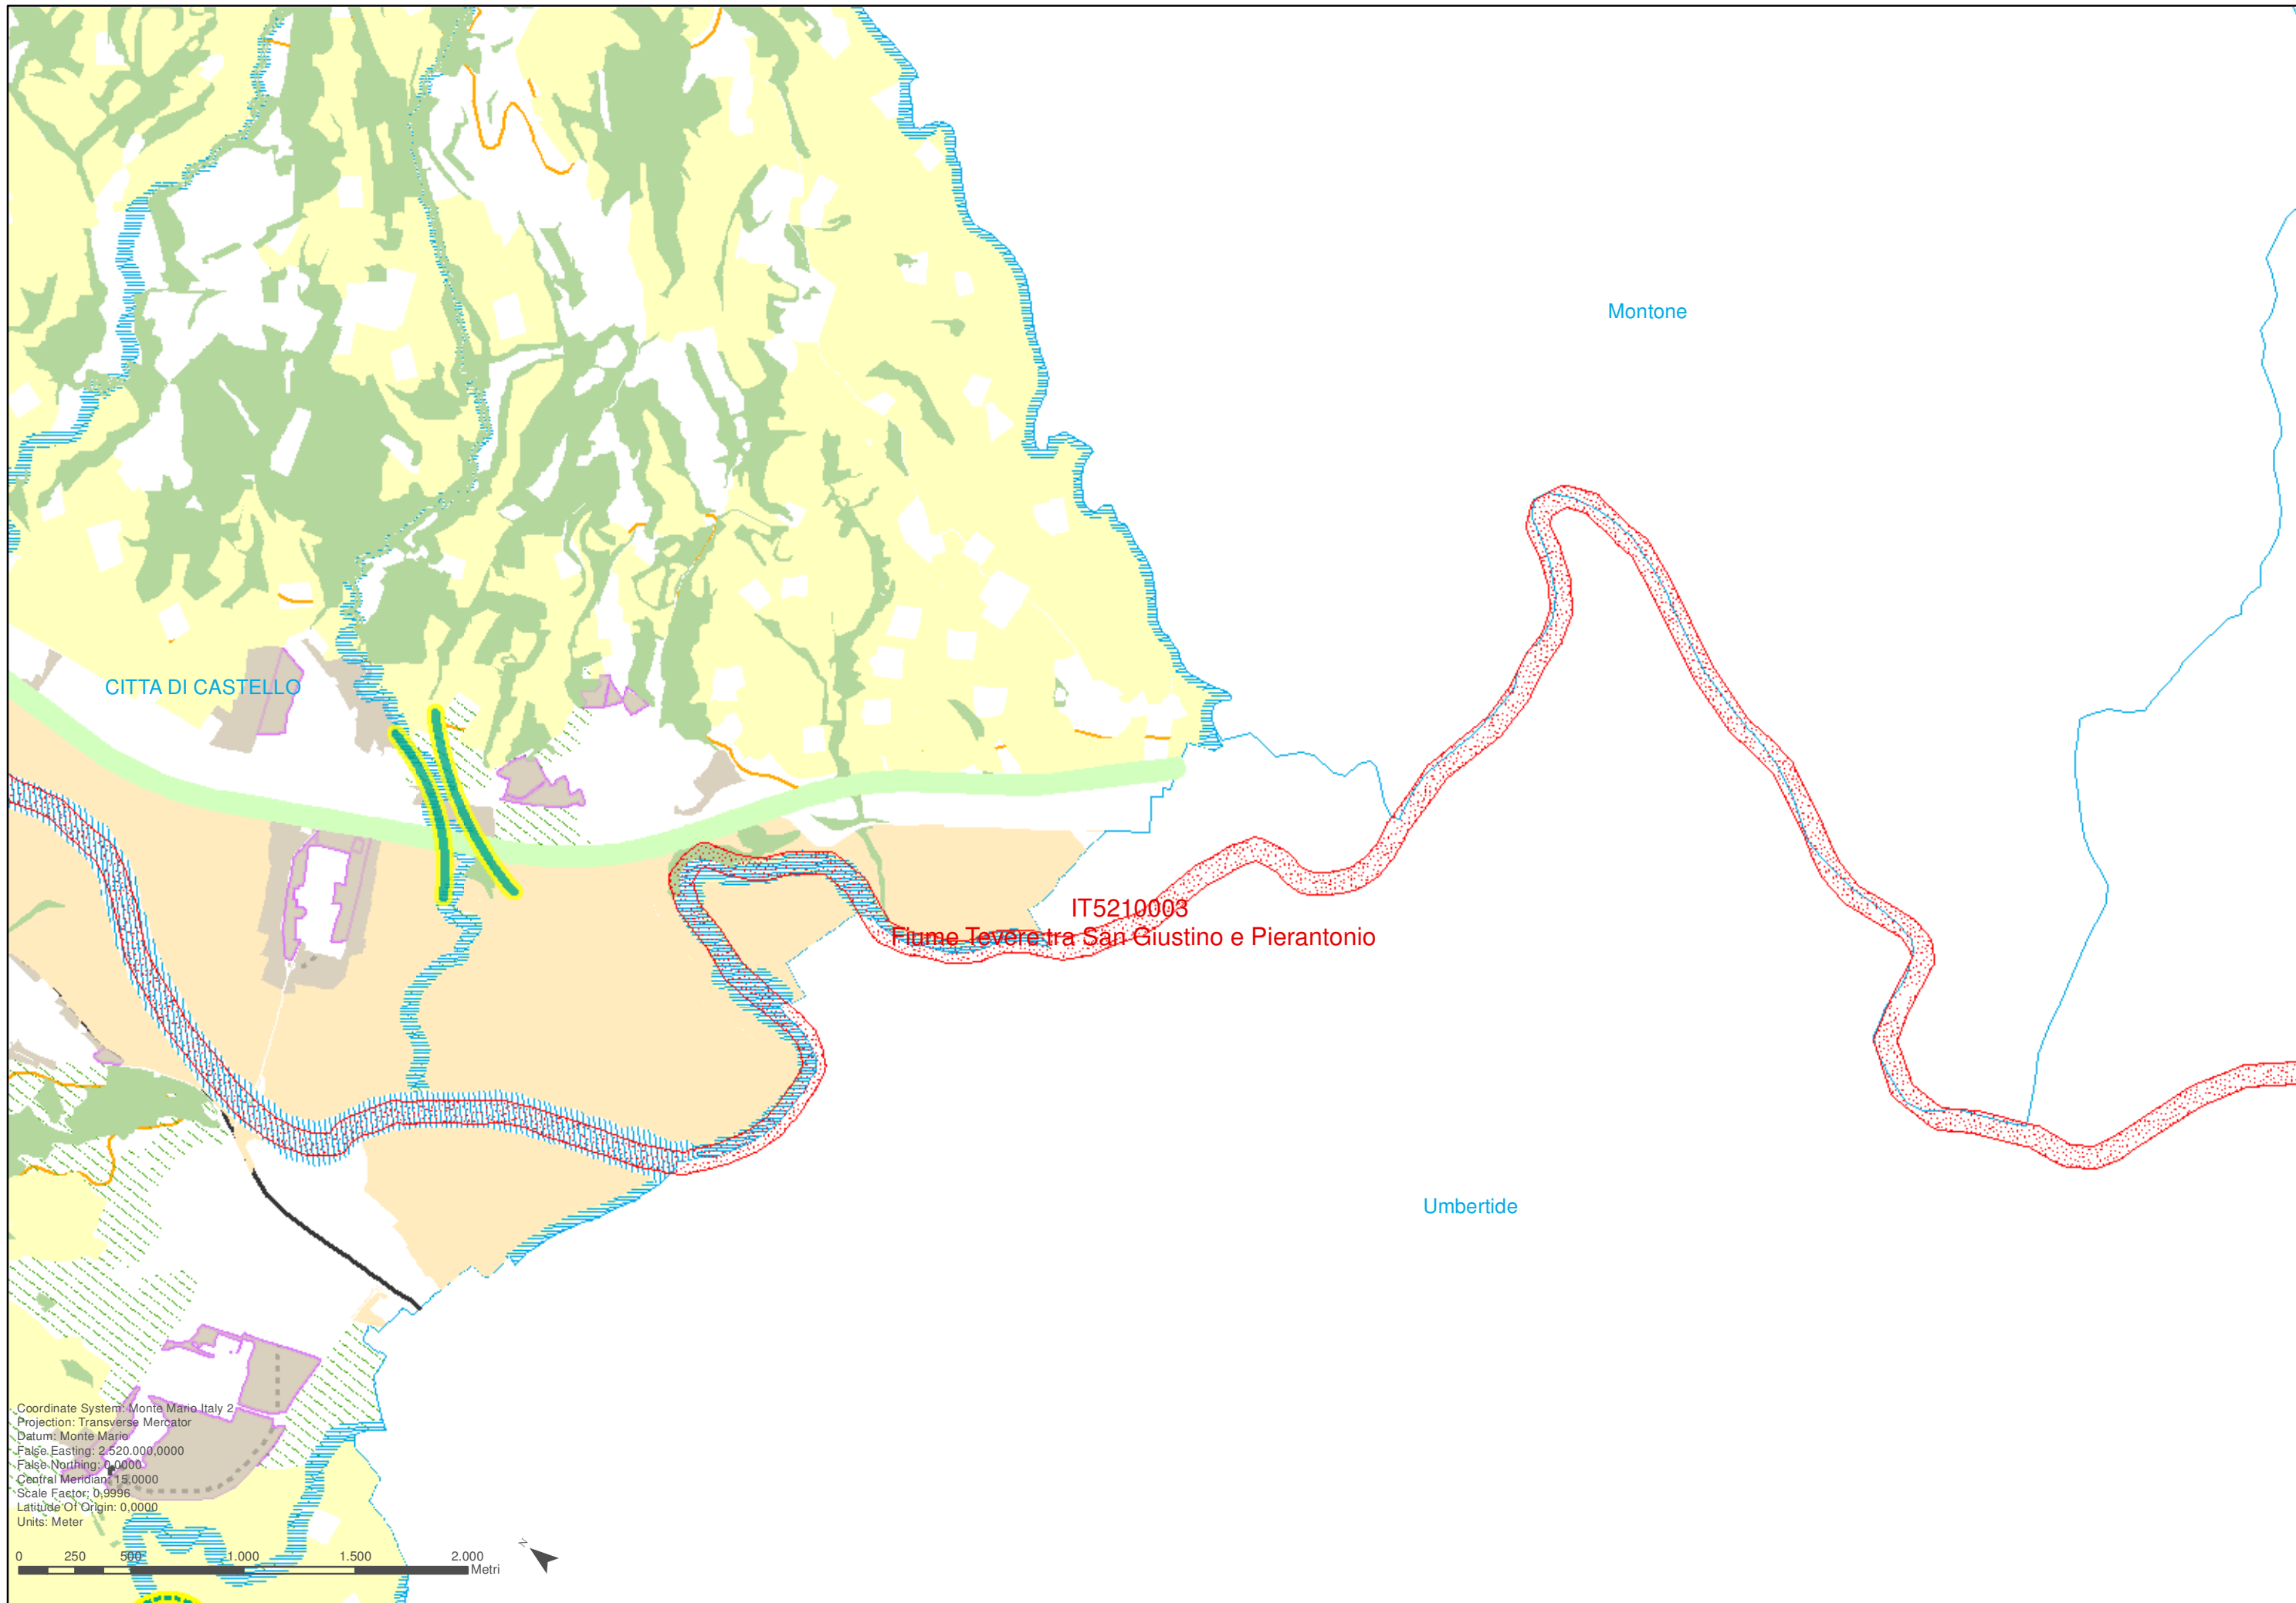 Montone
CITTA DI CASTELLO
IT5210003
Fiume Tevere tra San Giustino e Pierantonio
Umbertide
Coordinate System: Monte Mario Italy 2
Projection: Transverse Mercator
Datum: Monte Mario
False Easting: 2.520.000,0000
False Northing: 0,0000
Central Meridian: 15,0000
Scale Factor: 0,9996
Latitude Of Origin: 0,0000
Units: Meter
0 250 500 1.000 1.500 2.000
Metri
N